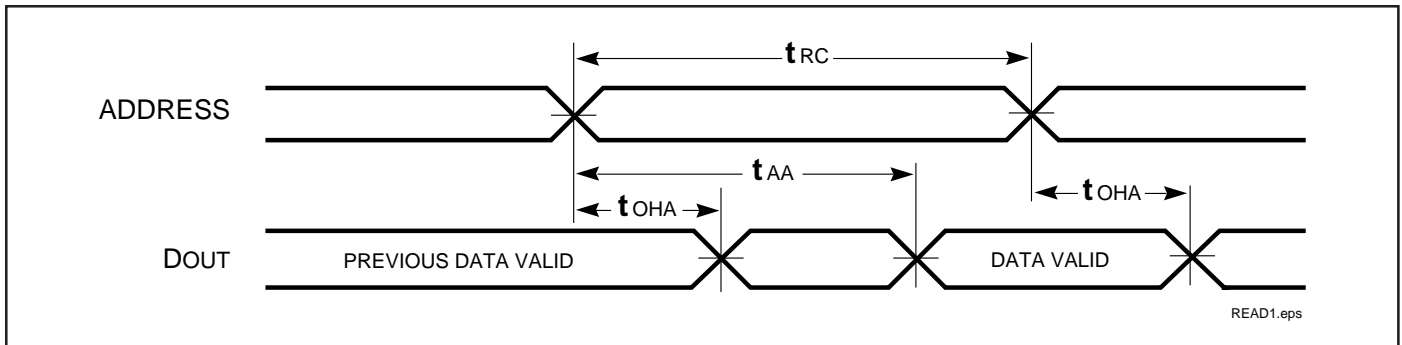 tRC
ADDRESS
tAA
tOHA
tOHA
DOUT
PREVIOUS DATA VALID
DATA VALID
READ1.eps